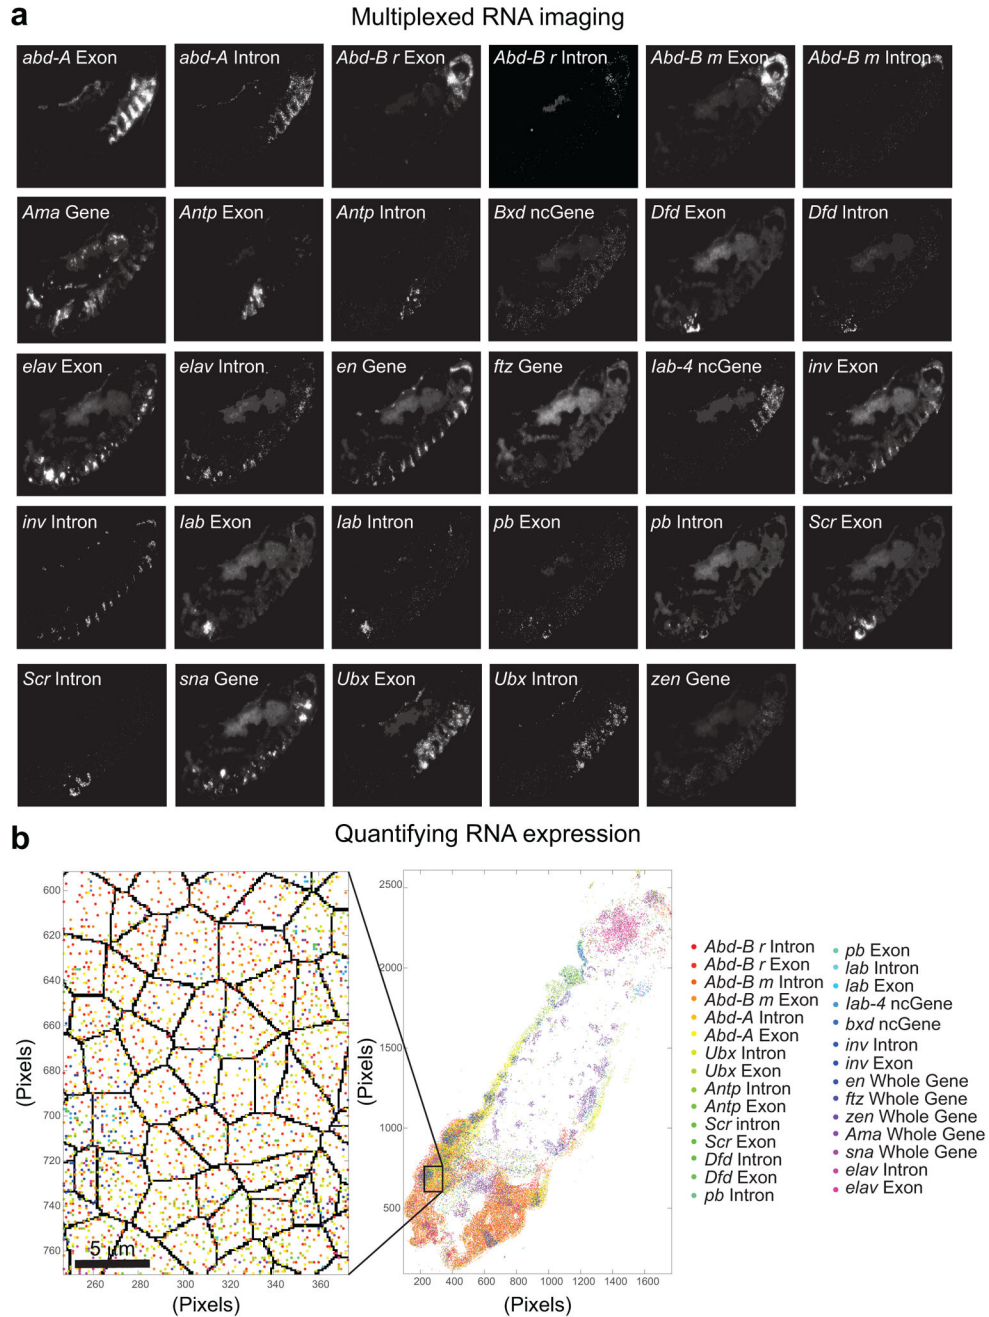 a
Multiplexed RNA imaging
abd-A Exon
abd-A Intron
Abd-B r Exon
Abd-B r Intron
Abd-B m Exon
Abd-B m Intron
Ama Gene
Antp Exon
Antp Intron
Bxd ncGene
Dfd Exon
Dfd Intron
elav Exon
elav Intron
en Gene
ftz Gene
Iab-4 ncGene
inv Exon
inv Intron
lab Exon
lab Intron
pb Exon
pb Intron
Scr Exon
Scr Intron
sna Gene
Ubx Exon
Ubx Intron
zen Gene
b
Quantifying RNA expression
600
620
640
660
680
700
720
740
760
(Pixels)
5 μm
260
280
300
320
340
360
(Pixels)
2500
2000
1500
1000
500
(Pixels)
200
400
600
800
1000
1200
1400
1600
(Pixels)
Abd-B r Intron
Abd-B r Exon
Abd-B m Intron
Abd-B m Exon
Abd-A Intron
Abd-A Exon
Ubx Intron
Ubx Exon
Antp Intron
Antp Exon
Scr intron
Scr Exon
Dfd Intron
Dfd Exon
pb Intron
pb Exon
lab Intron
lab Exon
Iab-4 ncGene
bxd ncGene
inv Intron
inv Exon
en Whole Gene
ftz Whole Gene
zen Whole Gene
Ama Whole Gene
sna Whole Gene
elav Intron
elav Exon